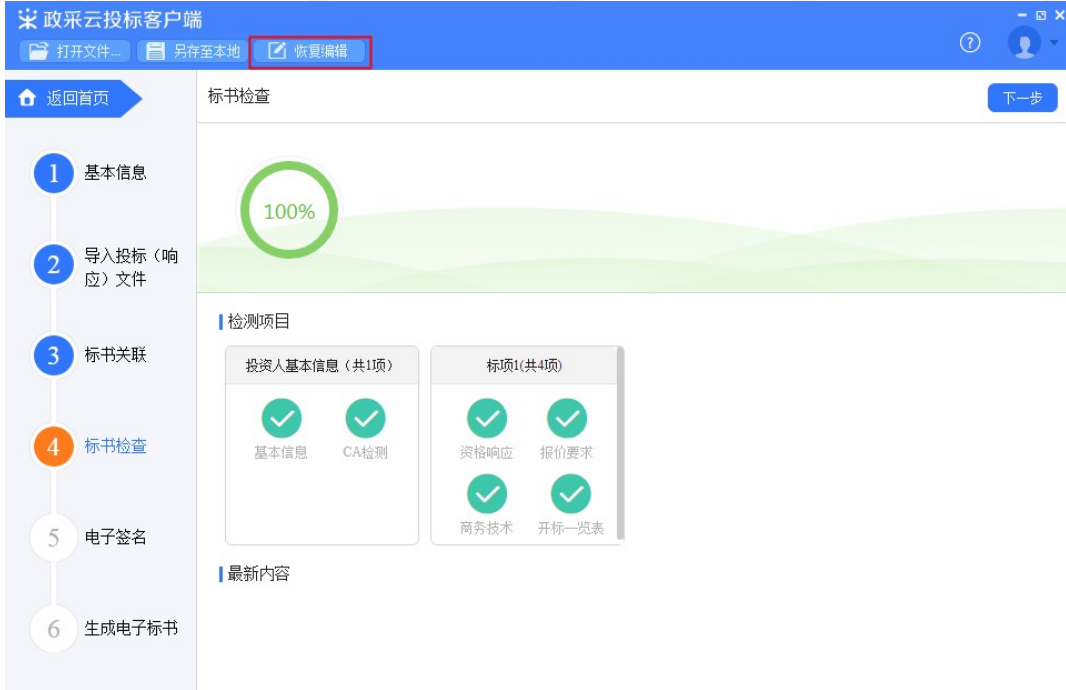 采 政采云投标客户端
打开文件... 另存至本地 恢复编辑
返回首页
标书检查
下一步
1 基本信息
100%
2 导入投标（响
应）文件
检测项目
3 标书关联
投资人基本信息（共1项）
标项1(共4项)
基本信息 CA检测
资格响应 报价要求
4 标书检查
商务技术 开标一览表
5 电子签名
最新内容
6 生成电子标书